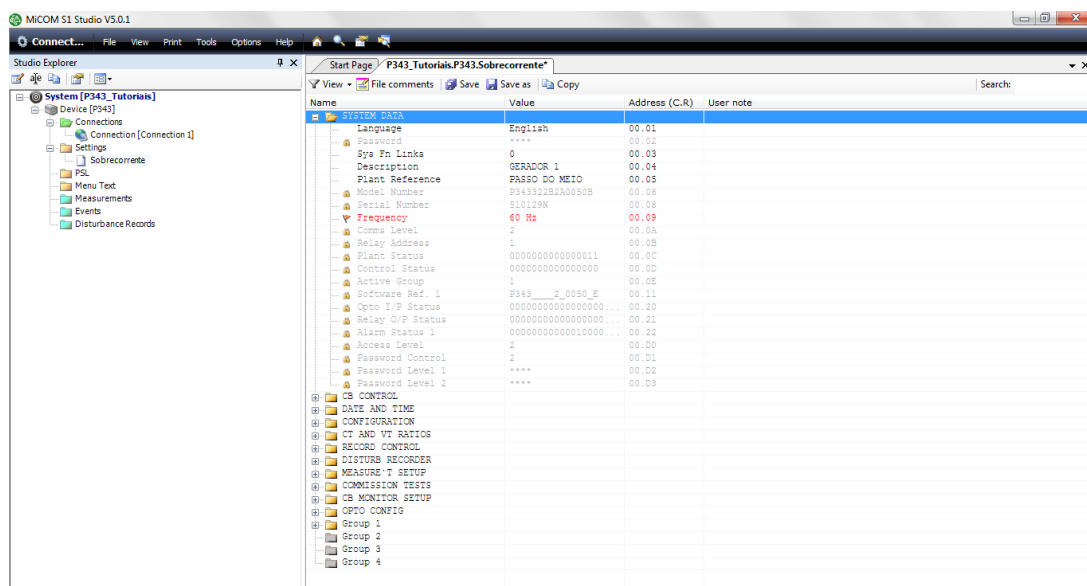 MiCOM S1 Studio V5.0.1
Connect... File View Print Tools Options Help
Studio Explorer
System [P343_Tutoriais]
Device [P343]
Connections
Connection [Connection 1]
Settings
Sobrecorrente
PSL
Menu Text
Measurements
Events
Disturbance Records
Start Page P343_Tutoriais.P343.Sobrecorrente*
View File comments Save Save as Copy Search:
Name Value Address (C.R) User note
SYSTEM DATA
Language English 00.01
Password **** 00.02
Sys Fn Links 0 00.03
Description GERADOR 1 00.04
Plant Reference PASSO DO MEIO 00.05
Model Number P343322B2A0050B 00.06
Serial Number 510129N 00.08
Frequency 60 Hz 00.09
Comms Level 2 00.0A
Relay Address 1 00.0B
Plant Status 0000000000000011 00.0C
Control Status 0000000000000000 00.0D
Active Group 1 00.0E
Software Ref. 1 P343____2_0050_E 00.11
Opto I/P Status 00000000000000000... 00.20
Relay O/P Status 00000000000000000... 00.21
Alarm Status 1 00000000000010000... 00.22
Access Level 2 00.D0
Password Control 2 00.D1
Password Level 1 **** 00.D2
Password Level 2 **** 00.D3
CB CONTROL
DATE AND TIME
CONFIGURATION
CT AND VT RATIOS
RECORD CONTROL
DISTURB RECORDER
MEASURE'T SETUP
COMMISSION TESTS
CB MONITOR SETUP
OPTO CONFIG
Group 1
Group 2
Group 3
Group 4